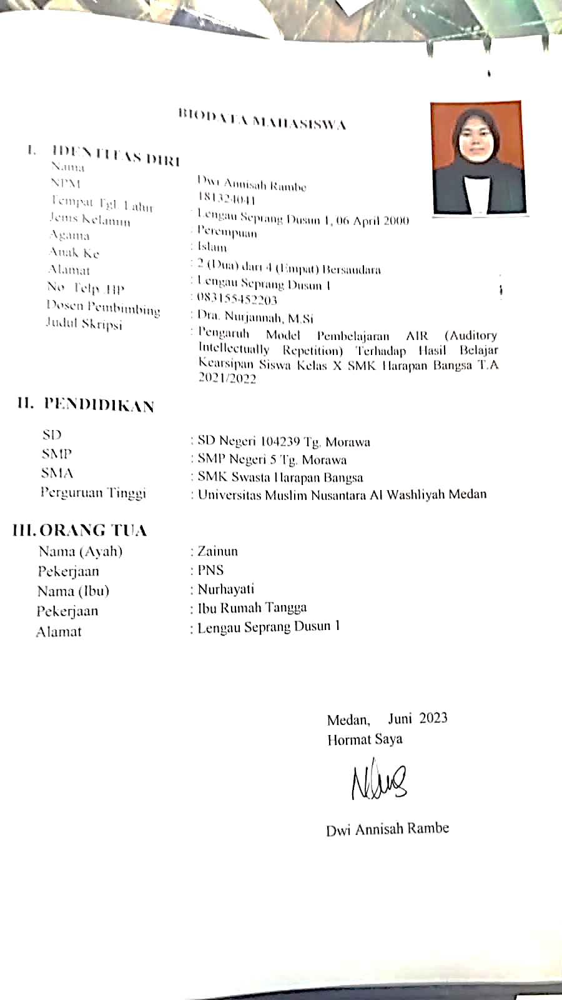 BIODATA MAHASISWA
I. IDENTITAS DIRI
Nama : Dwi Annisah Rambe
NPM : 181324041
Tempat Tgl. Lahir : Lengau Seprang Dusun 1, 06 April 2000
Jenis Kelamin : Perempuan
Agama : Islam
Anak Ke : 2 (Dua) dari 4 (Empat) Bersaudara
Alamat : Lengau Seprang Dusun 1
No. Telp./HP : 083155452203
Dosen Pembimbing : Dra. Nurjannah, M.Si
Judul Skripsi : Pengaruh Model Pembelajaran AIR (Auditory
Intellectually Repetition) Terhadap Hasil Belajar
Kearsipan Siswa Kelas X SMK Harapan Bangsa T.A
2021/2022
II. PENDIDIKAN
SD : SD Negeri 104239 Tg. Morawa
SMP : SMP Negeri 5 Tg. Morawa
SMA : SMK Swasta Harapan Bangsa
Perguruan Tinggi : Universitas Muslim Nusantara Al Washliyah Medan
III. ORANG TUA
Nama (Ayah) : Zainun
Pekerjaan : PNS
Nama (Ibu) : Nurhayati
Pekerjaan : Ibu Rumah Tangga
Alamat : Lengau Seprang Dusun 1
Medan, Juni 2023
Hormat Saya
Dwi Annisah Rambe